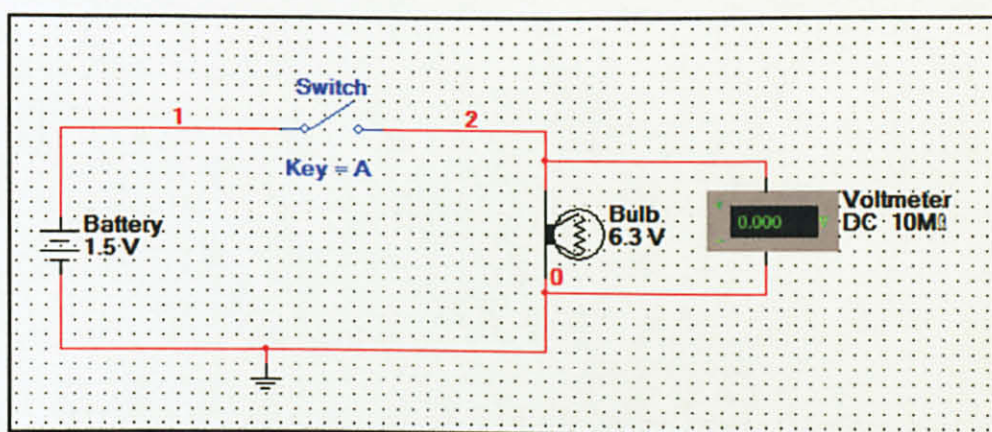 Switch
1
2
Key = A
Battery
1.5 V
Bulb
6.3 V
0
0.000
Voltmeter
DC 10MΩ